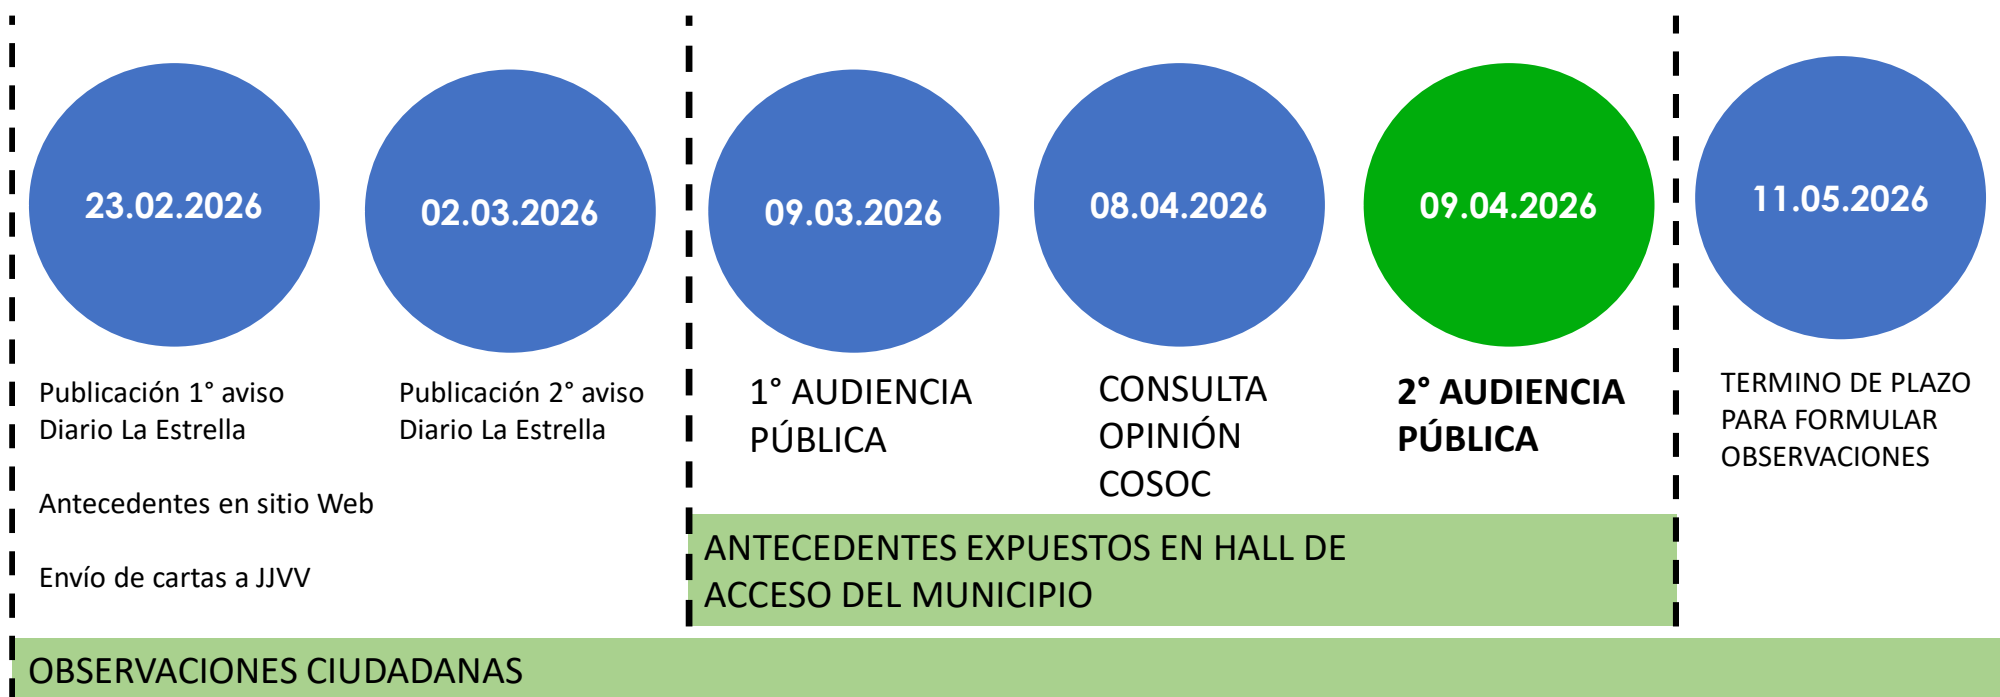 23.02.2026
02.03.2026
09.03.2026
08.04.2026
09.04.2026
11.05.2026
Publicación 1° aviso
Diario La Estrella
Antecedentes en sitio Web
Envío de cartas a JJVV
Publicación 2° aviso
Diario La Estrella
1° AUDIENCIA
PÚBLICA
CONSULTA
OPINIÓN
COSOC
2° AUDIENCIA
PÚBLICA
TERMINO DE PLAZO
PARA FORMULAR
OBSERVACIONES
ANTECEDENTES EXPUESTOS EN HALL DE
ACCESO DEL MUNICIPIO
OBSERVACIONES CIUDADANAS